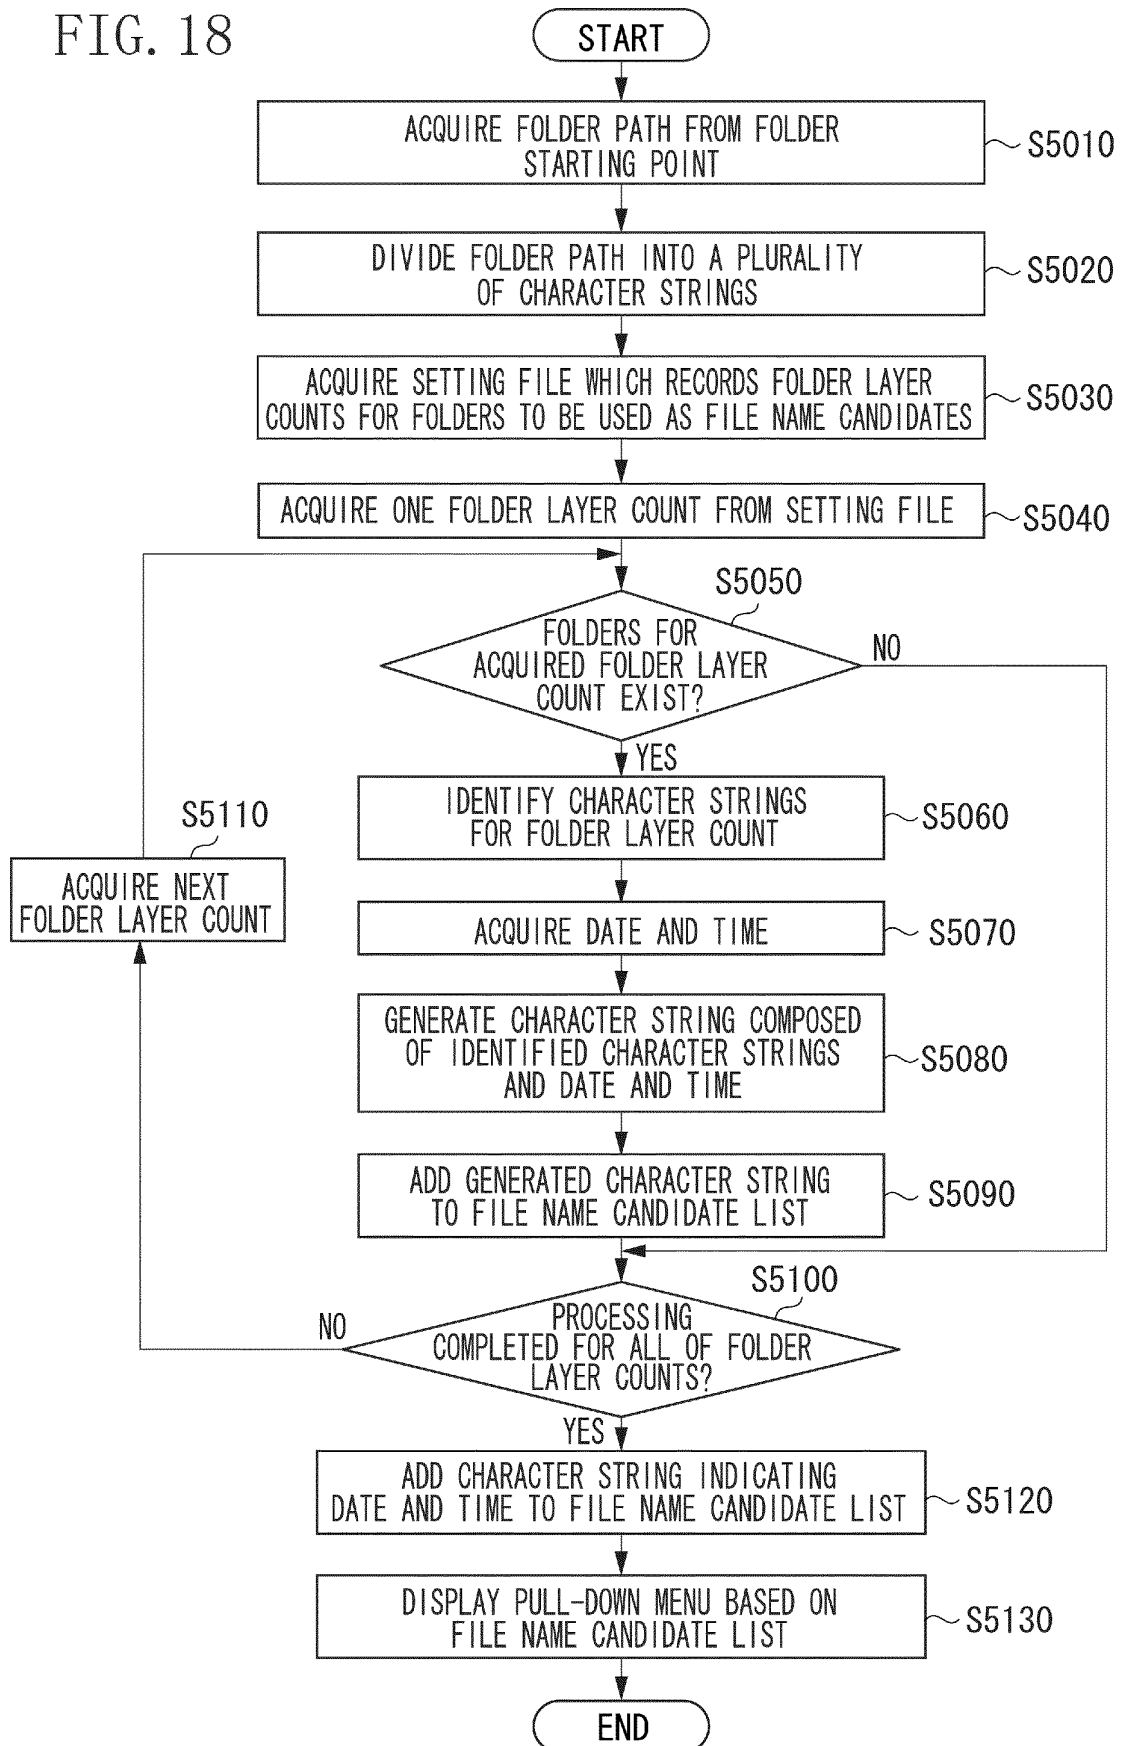 FIG. 18
START
ACQUIRE FOLDER PATH FROM FOLDER
STARTING POINT
S5010
DIVIDE FOLDER PATH INTO A PLURALITY
OF CHARACTER STRINGS
S5020
ACQUIRE SETTING FILE WHICH RECORDS FOLDER LAYER
COUNTS FOR FOLDERS TO BE USED AS FILE NAME CANDIDATES
S5030
ACQUIRE ONE FOLDER LAYER COUNT FROM SETTING FILE
S5040
S5050
FOLDERS FOR
ACQUIRED FOLDER LAYER
COUNT EXIST?
NO
YES
IDENTIFY CHARACTER STRINGS
FOR FOLDER LAYER COUNT
S5060
S5110
ACQUIRE NEXT
FOLDER LAYER COUNT
ACQUIRE DATE AND TIME
S5070
GENERATE CHARACTER STRING COMPOSED
OF IDENTIFIED CHARACTER STRINGS
AND DATE AND TIME
S5080
ADD GENERATED CHARACTER STRING
TO FILE NAME CANDIDATE LIST
S5090
S5100
PROCESSING
COMPLETED FOR ALL OF FOLDER
LAYER COUNTS?
NO
YES
ADD CHARACTER STRING INDICATING
DATE AND TIME TO FILE NAME CANDIDATE LIST
S5120
DISPLAY PULL-DOWN MENU BASED ON
FILE NAME CANDIDATE LIST
S5130
END